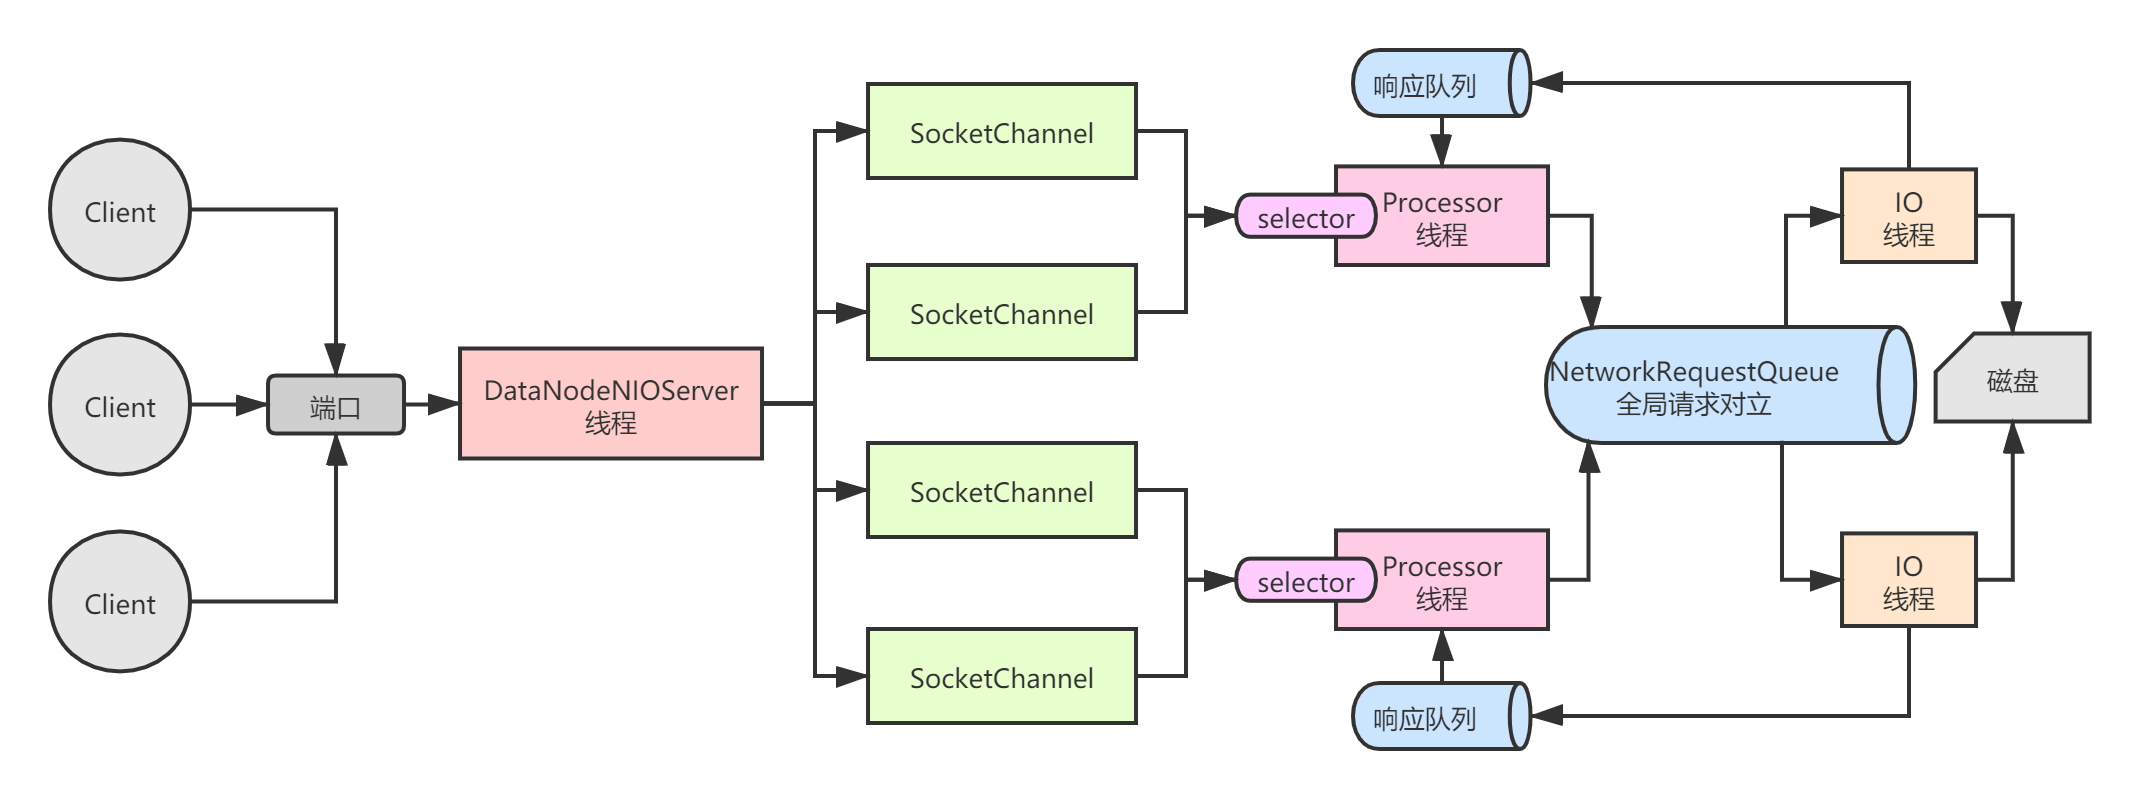 Client
Client
Client
端口
DataNodeNIOServer
线程
SocketChannel
SocketChannel
SocketChannel
SocketChannel
响应队列
selector
Processor
线程
selector
Processor
线程
响应队列
NetworkRequestQueue
全局请求对立
IO
线程
IO
线程
磁盘